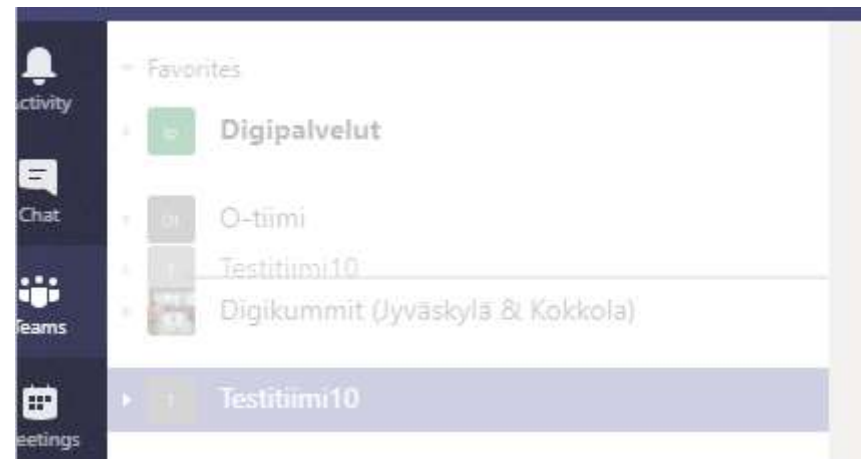 Activity
Chat
Teams
Meetings
Favorites
Digipalvelut
O-tiimi
Testitiimi10
Digikummit (Jyväskylä & Kokkola)
Testitiimi10